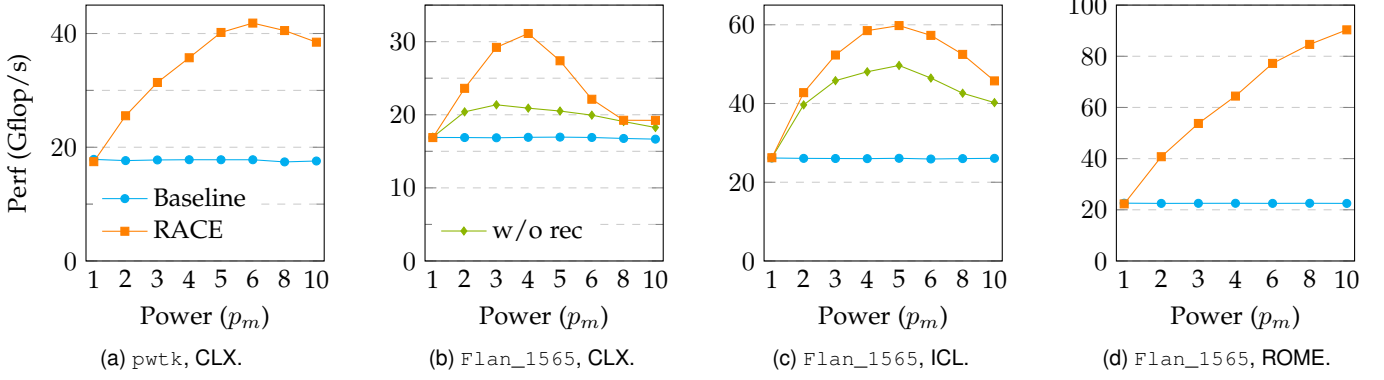 Perf (Gflop/s)
40
20
0
Baseline
RACE
1 2 3 4 5 6 8 10
Power (p_m)
(a) pwtk, CLX.
30
20
10
0
w/o rec
1 2 3 4 5 6 8 10
Power (p_m)
(b) Flan_1565, CLX.
60
40
20
0
1 2 3 4 5 6 8 10
Power (p_m)
(c) Flan_1565, ICL.
100
80
60
40
20
0
1 2 3 4 6 8 10
Power (p_m)
(d) Flan_1565, ROME.